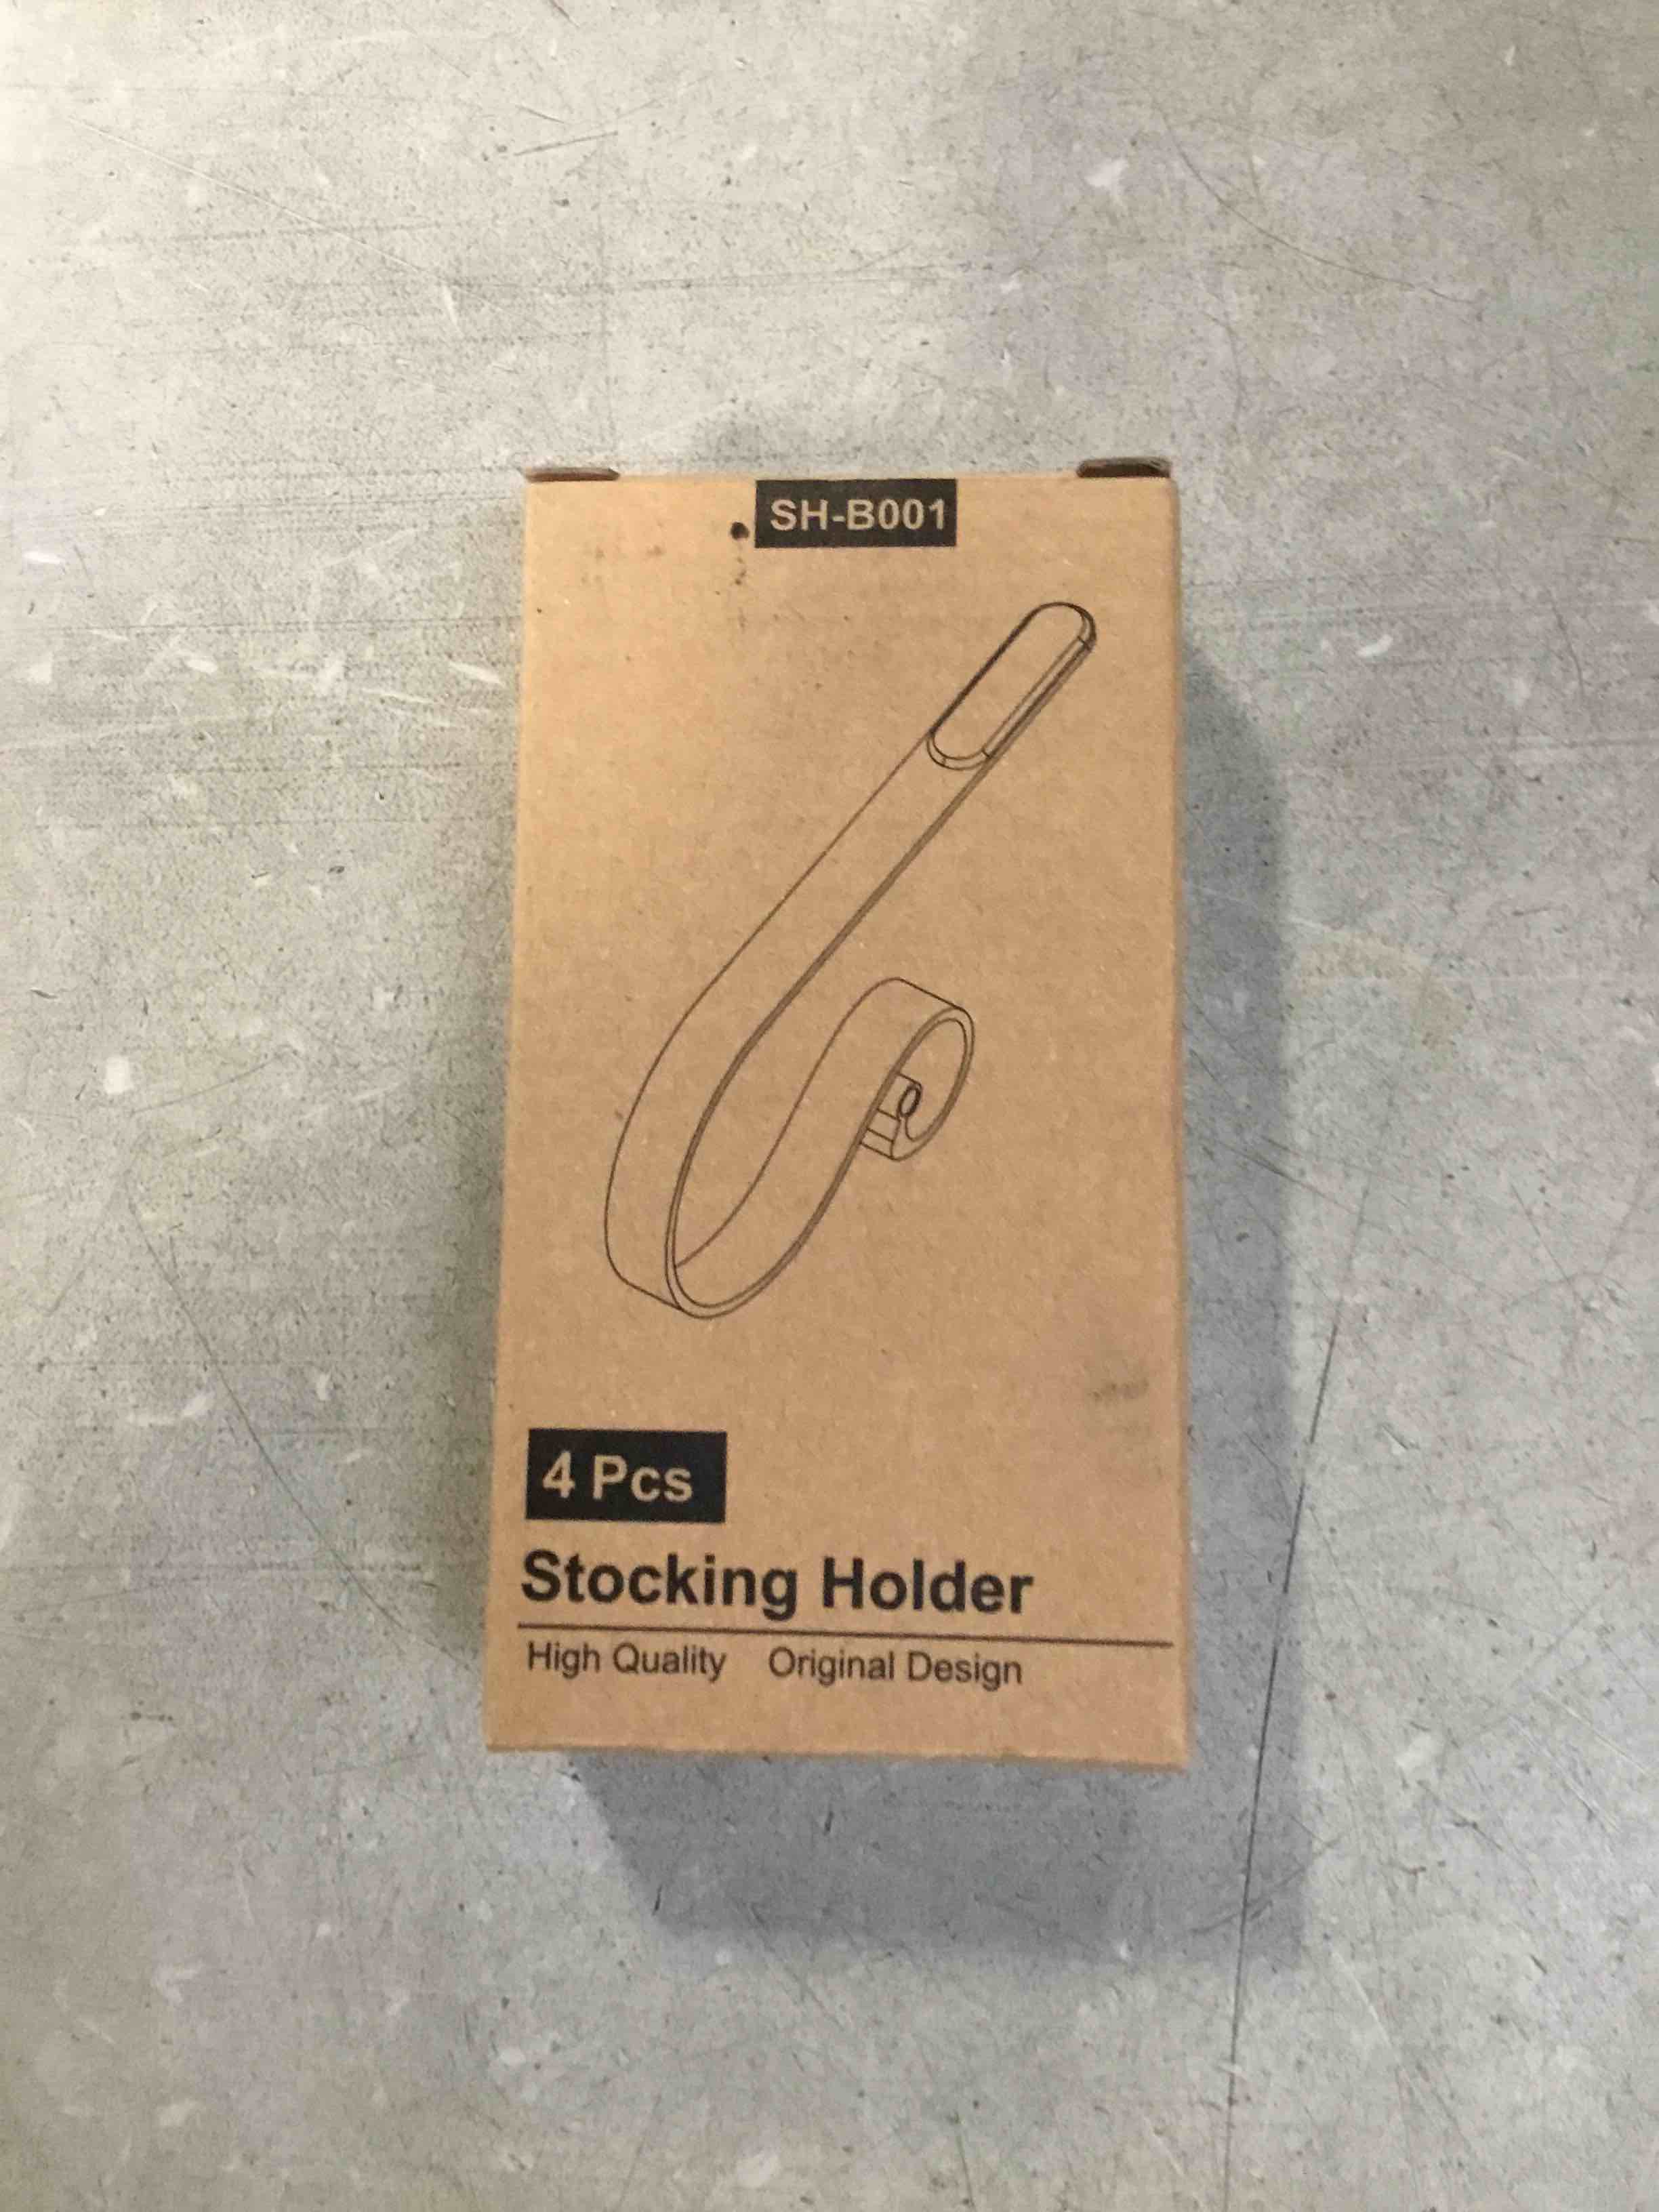 SH-B001
4 Pcs
Stocking Holder
High Quality Original Design